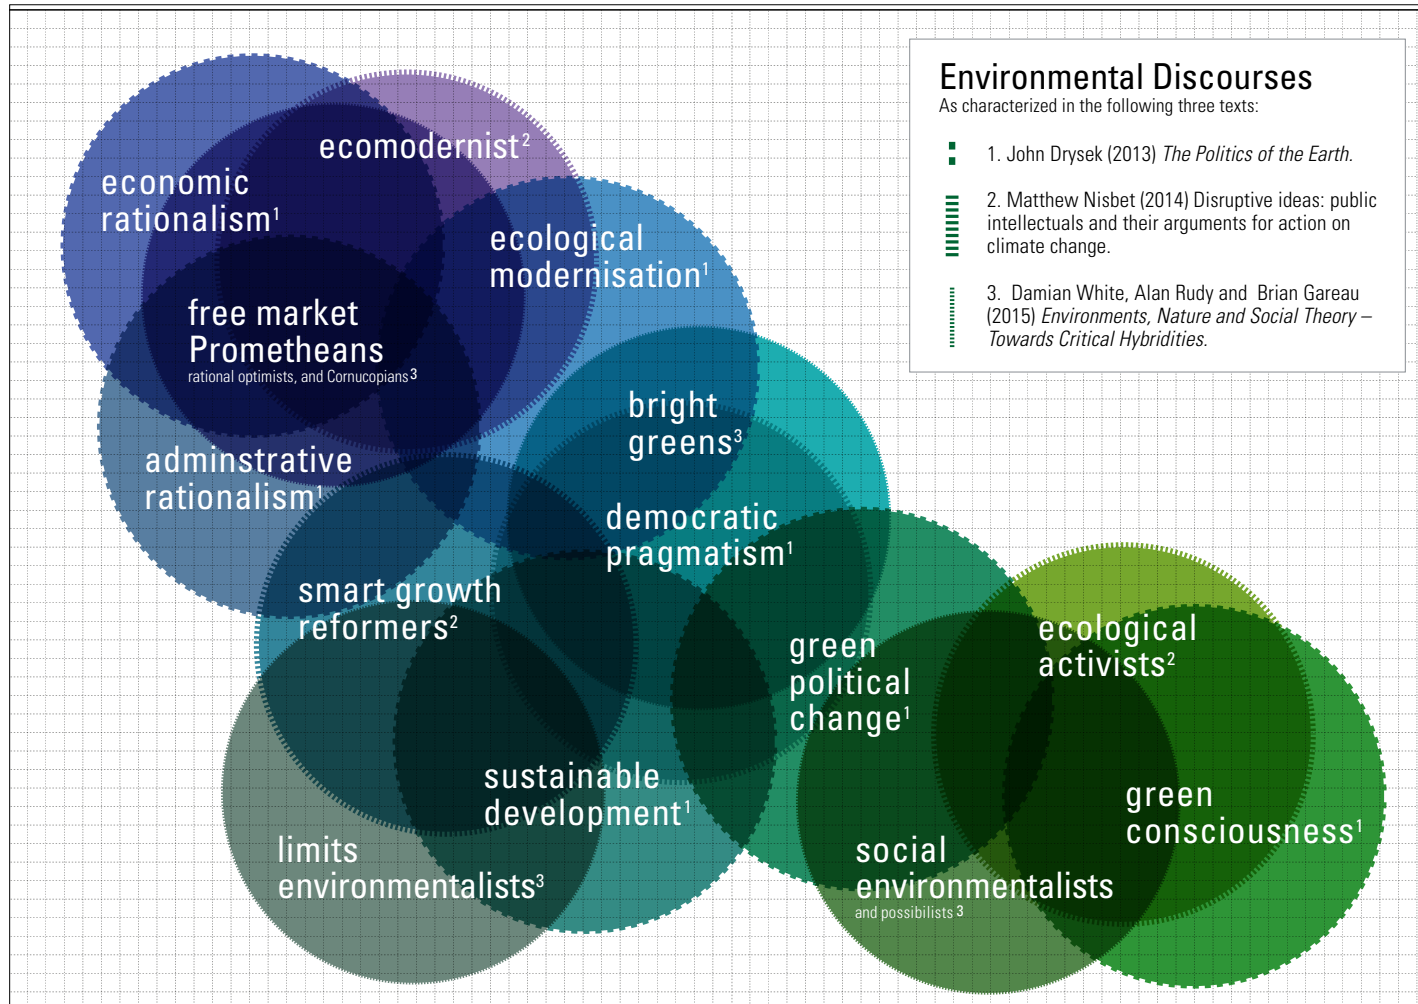 Environmental Discourses
As characterized in the following three texts:
1. John Drysek (2013) The Politics of the Earth.
2. Matthew Nisbet (2014) Disruptive ideas: public
intellectuals and their arguments for action on
climate change.
3. Damian White, Alan Rudy and Brian Gareau
(2015) Environments, Nature and Social Theory –
Towards Critical Hybridities.
ecomodernist²
economic
rationalism¹
ecological
modernisation¹
free market
Prometheans
rational optimists, and Cornucopians³
bright
greens³
adminstrative
rationalism¹
democratic
pragmatism¹
smart growth
reformers²
green
political
change¹
ecological
activists²
sustainable
development¹
green
consciousness¹
limits
environmentalists³
social
environmentalists
and possibilists³